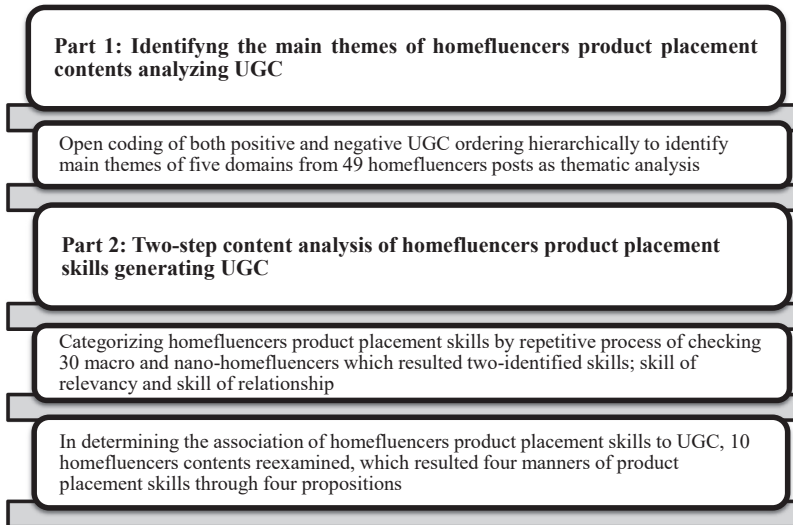 Part 1: Identifyng the main themes of homefluencers product placement
contents analyzing UGC
Open coding of both positive and negative UGC ordering hierarchically to identify
main themes of five domains from 49 homefluencers posts as thematic analysis
Part 2: Two-step content analysis of homefluencers product placement
skills generating UGC
Categorizing homefluencers product placement skills by repetitive process of checking
30 macro and nano-homefluencers which resulted two-identified skills; skill of
relevancy and skill of relationship
In determining the association of homefluencers product placement skills to UGC, 10
homefluencers contents reexamined, which resulted four manners of product
placement skills through four propositions